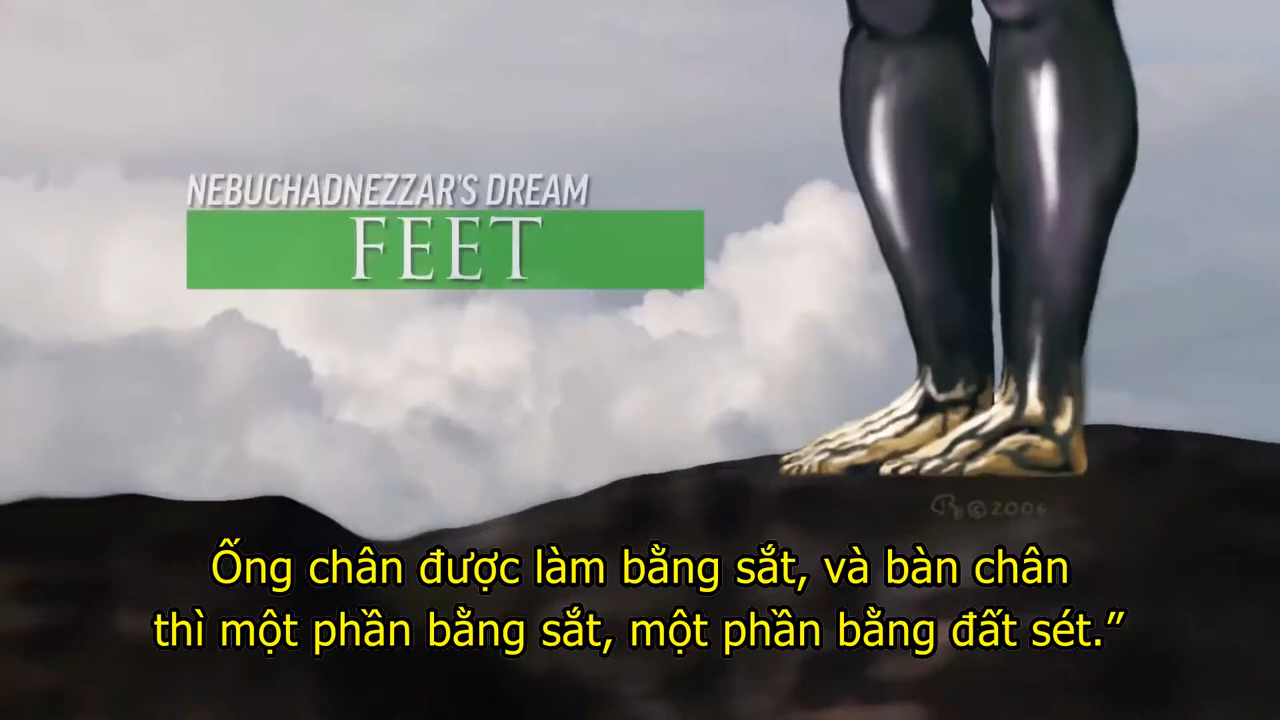 NEBUCHADNEZZAR'S DREAM
FEET
©2006
Ống chân được làm bằng sắt, và bàn chân
thì một phần bằng sắt, một phần bằng đất sét.”